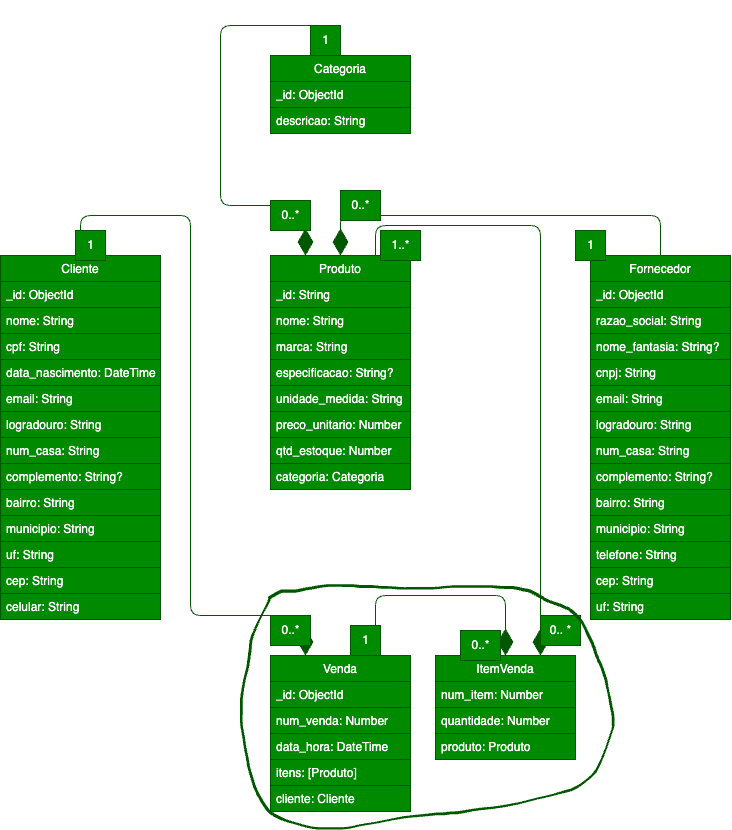 1
Categoria
_id: ObjectId
descricao: String
0..*
0..*
1
Cliente
_id: ObjectId
nome: String
cpf: String
data_nascimento: DateTime
email: String
logradouro: String
num_casa: String
complemento: String?
bairro: String
municipio: String
uf: String
cep: String
celular: String
1..*
Produto
_id: String
nome: String
marca: String
especificacao: String?
unidade_medida: String
preco_unitario: Number
qtd_estoque: Number
categoria: Categoria
1
Fornecedor
_id: ObjectId
razao_social: String
nome_fantasia: String?
cnpj: String
email: String
logradouro: String
num_casa: String
complemento: String?
bairro: String
municipio: String
telefone: String
cep: String
uf: String
0..*
1
Venda
_id: ObjectId
num_venda: Number
data_hora: DateTime
itens: [Produto]
cliente: Cliente
0..*
0.. *
ItemVenda
num_item: Number
quantidade: Number
produto: Produto